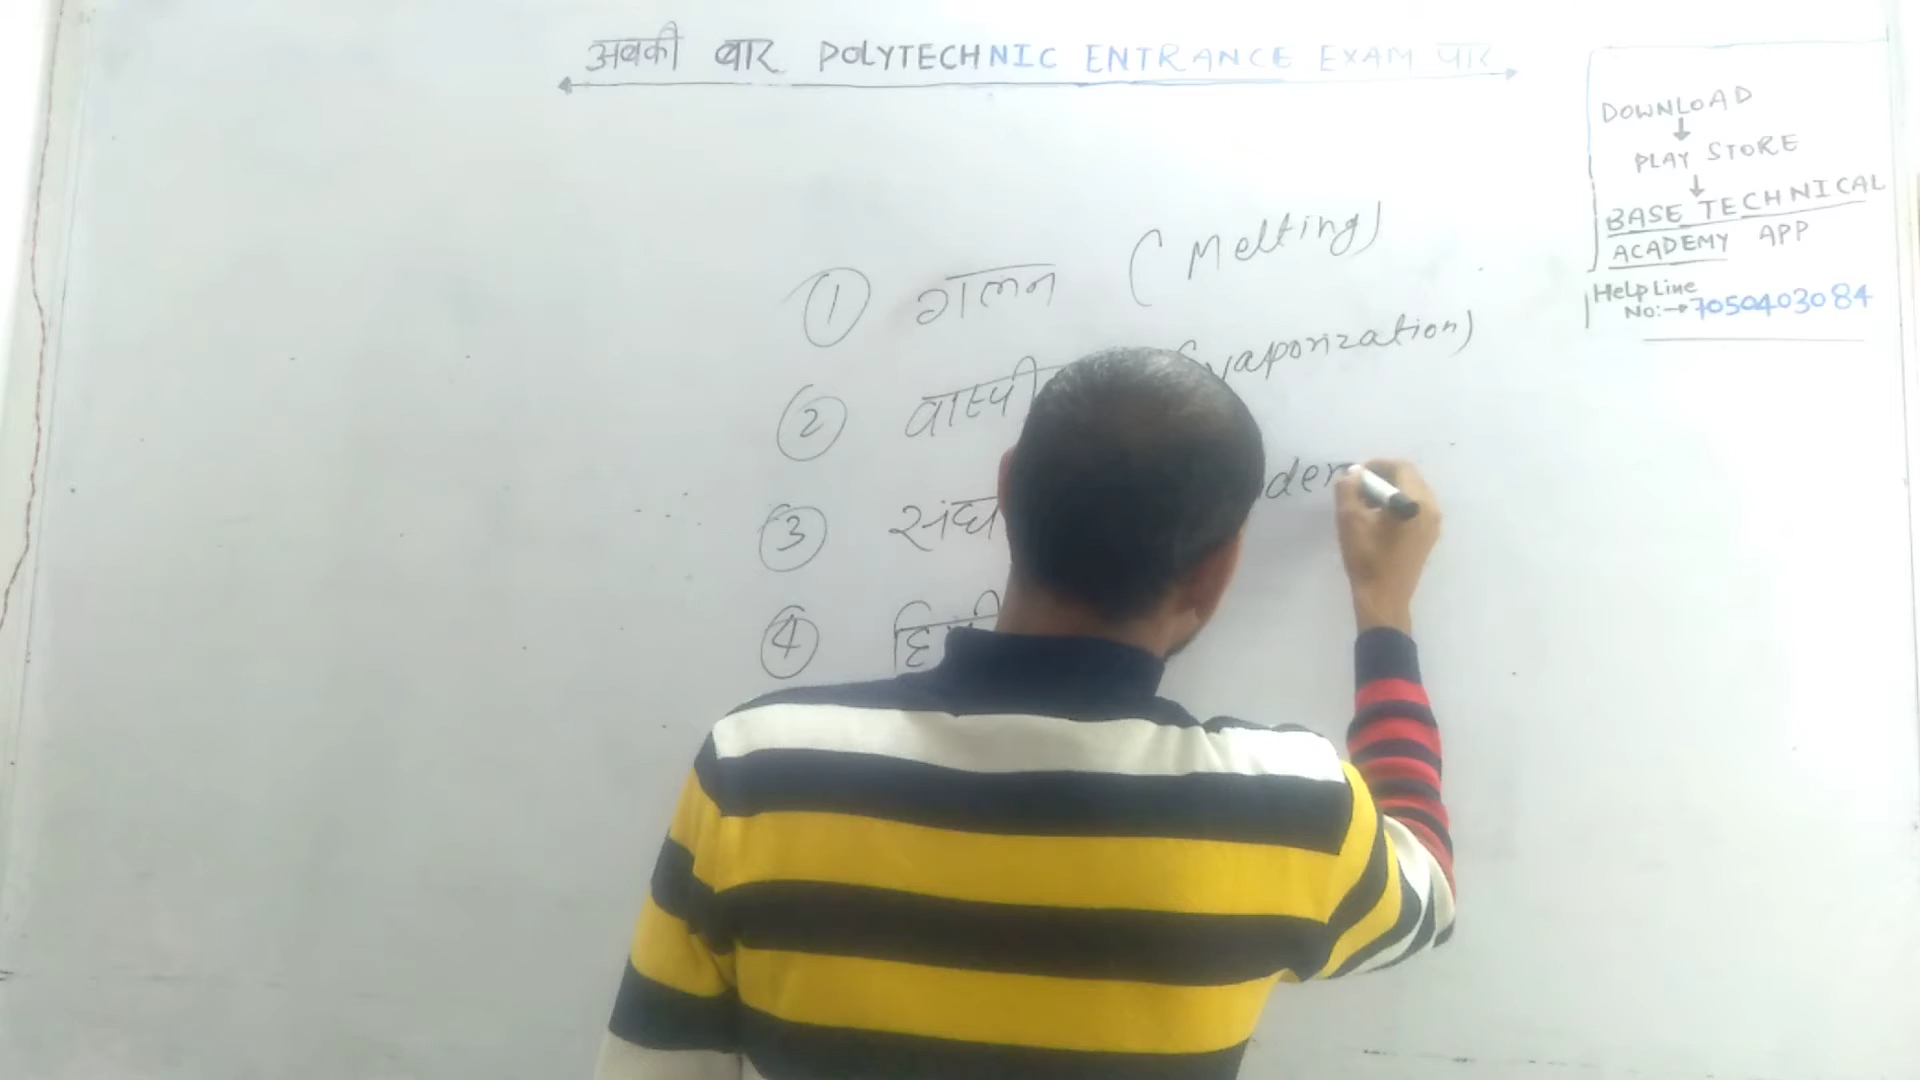 अबकी बार POLYTECHNIC ENTRANCE EXAM पार
DOWNLOAD
↓
PLAY STORE
↓
BASE TECHNICAL
ACADEMY APP
Help Line
No:→7050403084
① गलन (Melting)
② वाष्पी (vaporization)
③ संघ
④